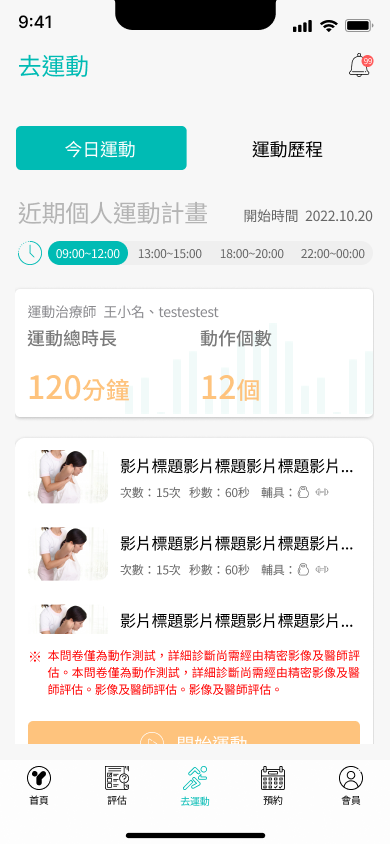 9:41
去運動
99
今日運動 運動歷程
近期個人運動計畫 開始時間 2022.10.20
09:00~12:00 13:00~15:00 18:00~20:00 22:00~00:00
運動治療師 王小名、testestest
運動總時長 動作個數
120分鐘 12個
影片標題影片標題影片標題影片...
次數：15次 秒數：60秒 輔具：
影片標題影片標題影片標題影片...
次數：15次 秒數：60秒 輔具：
影片標題影片標題影片標題影片...
※ 本問卷僅為動作測試，詳細診斷尚需經由精密影像及醫師評
估。本問卷僅為動作測試，詳細診斷尚需經由精密影像及醫
師評估。影像及醫師評估。影像及醫師評估。
開始運動
首頁 評估 去運動 預約 會員